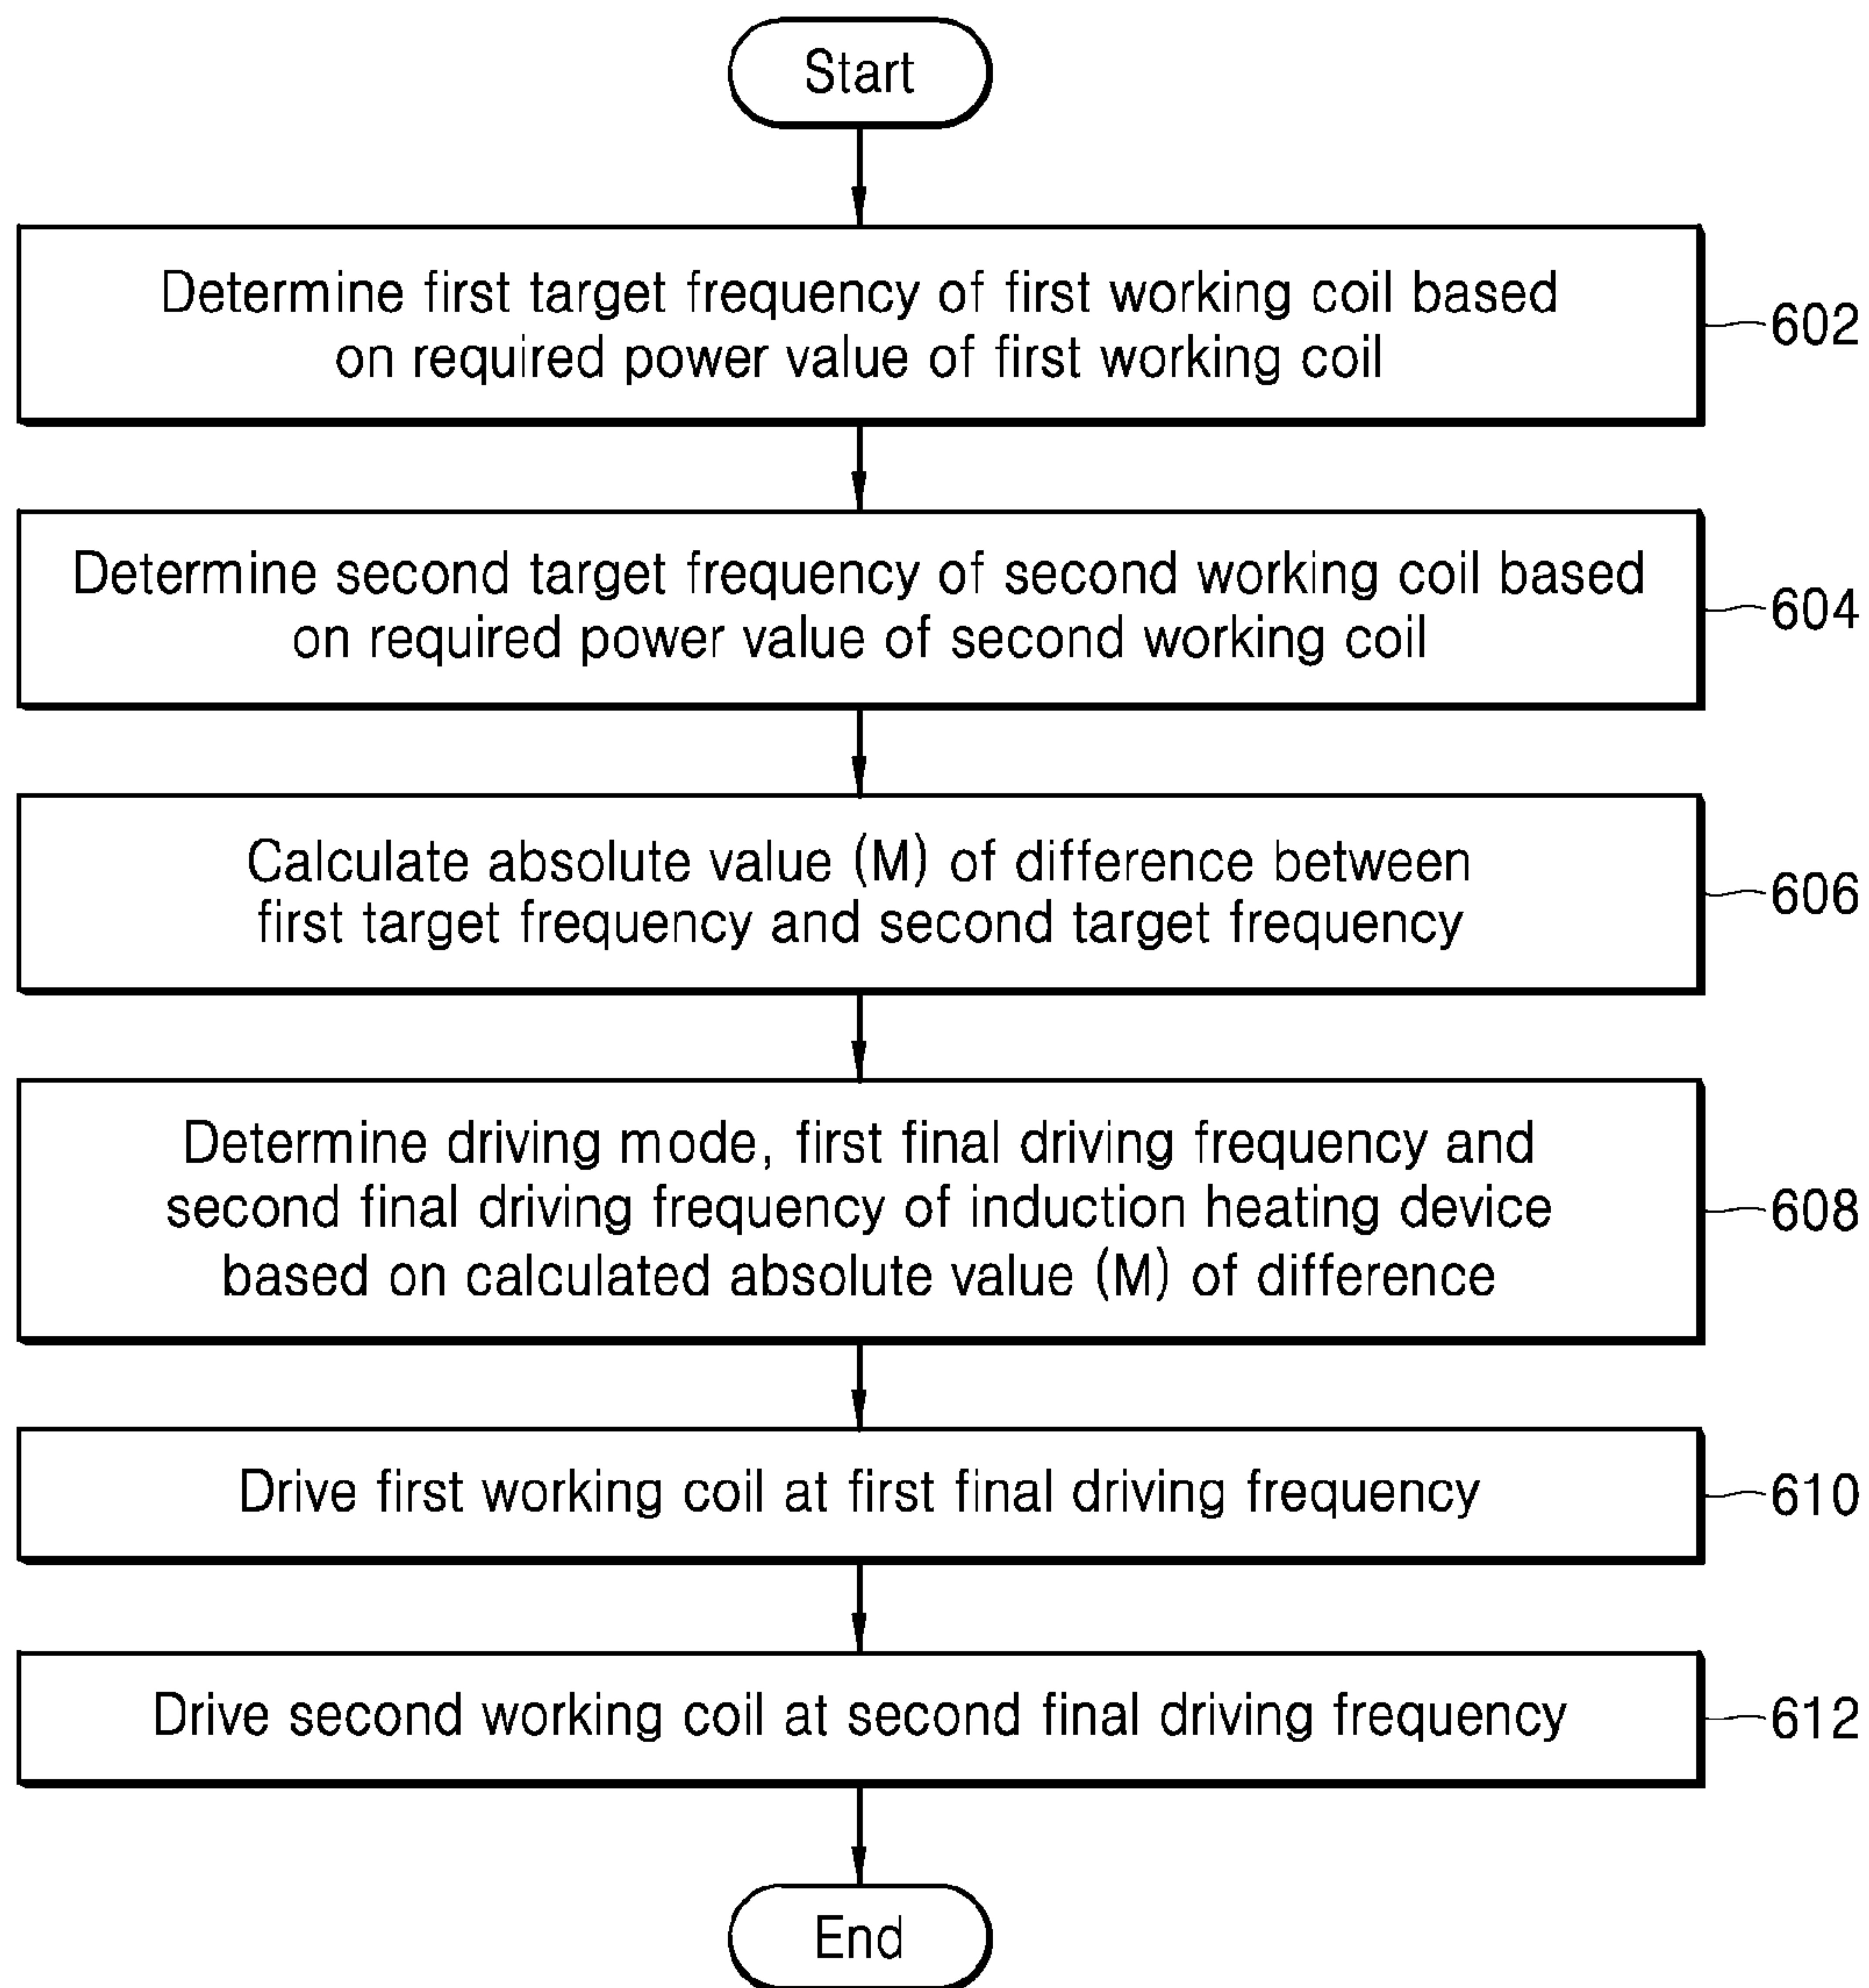 Start
Determine first target frequency of first working coil based
on required power value of first working coil
602
Determine second target frequency of second working coil based
on required power value of second working coil
604
Calculate absolute value (M) of difference between
first target frequency and second target frequency
606
Determine driving mode, first final driving frequency and
second final driving frequency of induction heating device
based on calculated absolute value (M) of difference
608
Drive first working coil at first final driving frequency
610
Drive second working coil at second final driving frequency
612
End